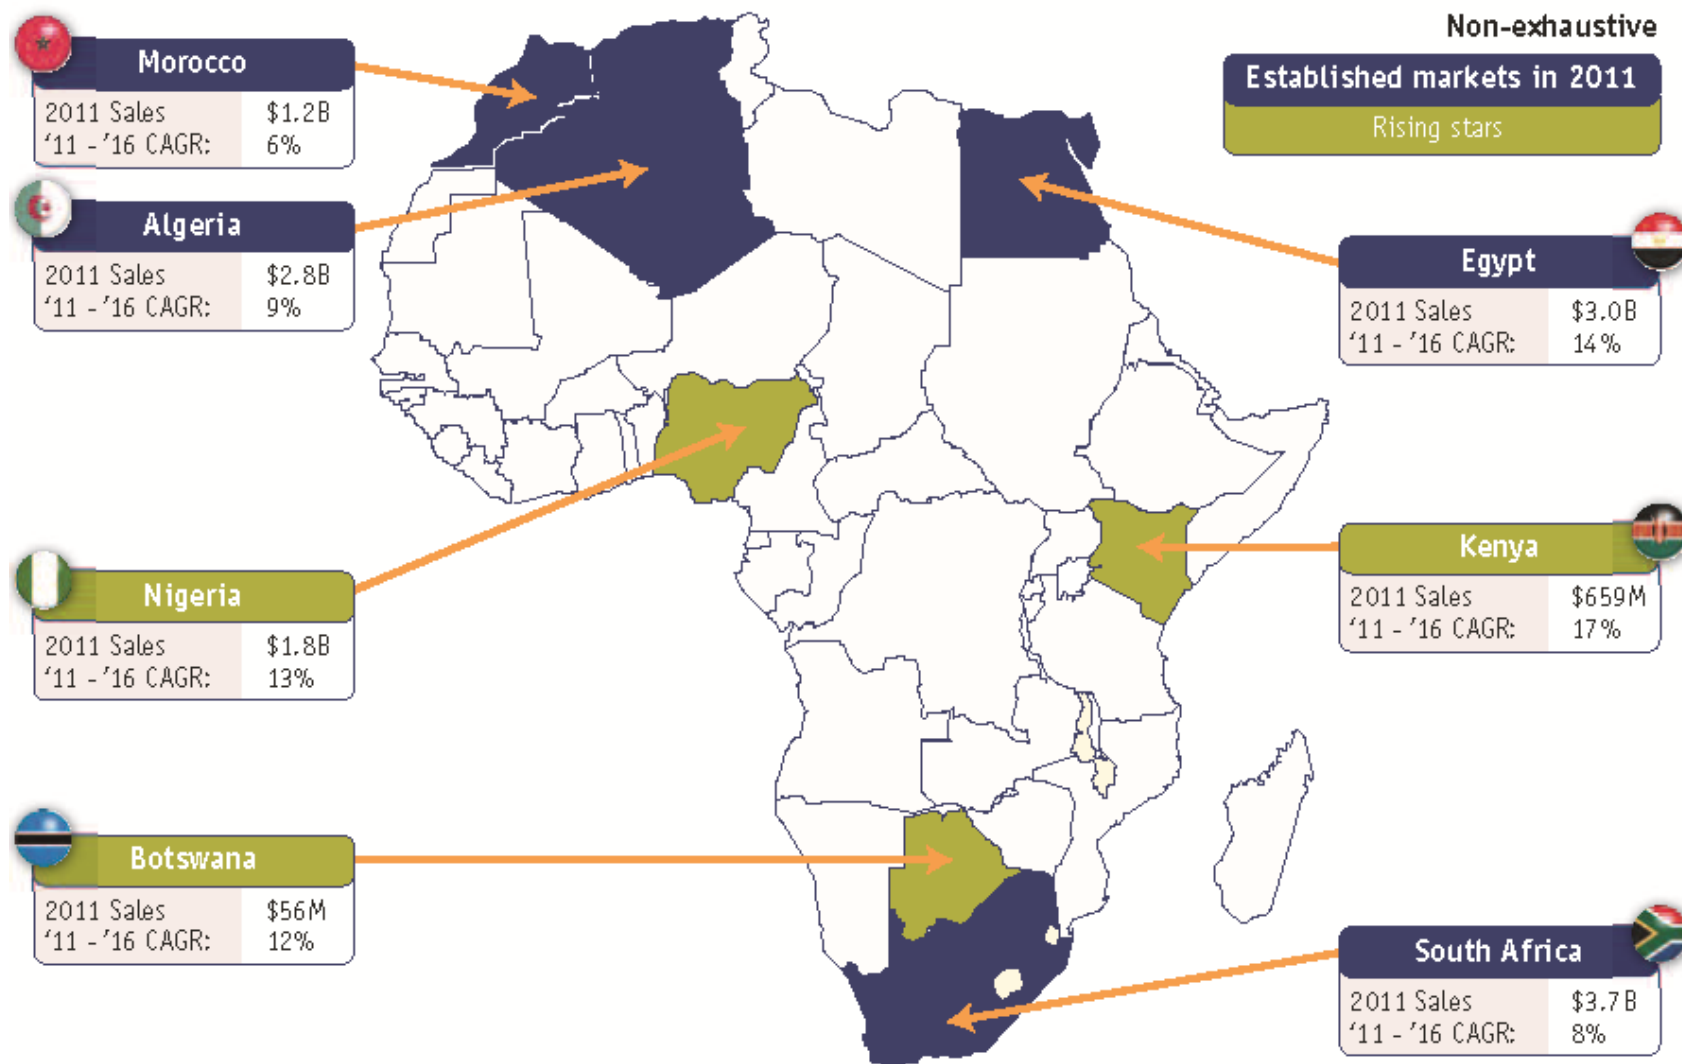 Non-exhaustive
Established markets in 2011
Rising stars
Morocco
2011 Sales $1.2B
‘11 - ’16 CAGR: 6%
Algeria
2011 Sales $2.8B
‘11 - ’16 CAGR: 9%
Egypt
2011 Sales $3.0B
‘11 - ’16 CAGR: 14%
Nigeria
2011 Sales $1.8B
‘11 - ’16 CAGR: 13%
Kenya
2011 Sales $659M
‘11 - ’16 CAGR: 17%
Botswana
2011 Sales $56M
‘11 - ’16 CAGR: 12%
South Africa
2011 Sales $3.7B
‘11 - ’16 CAGR: 8%